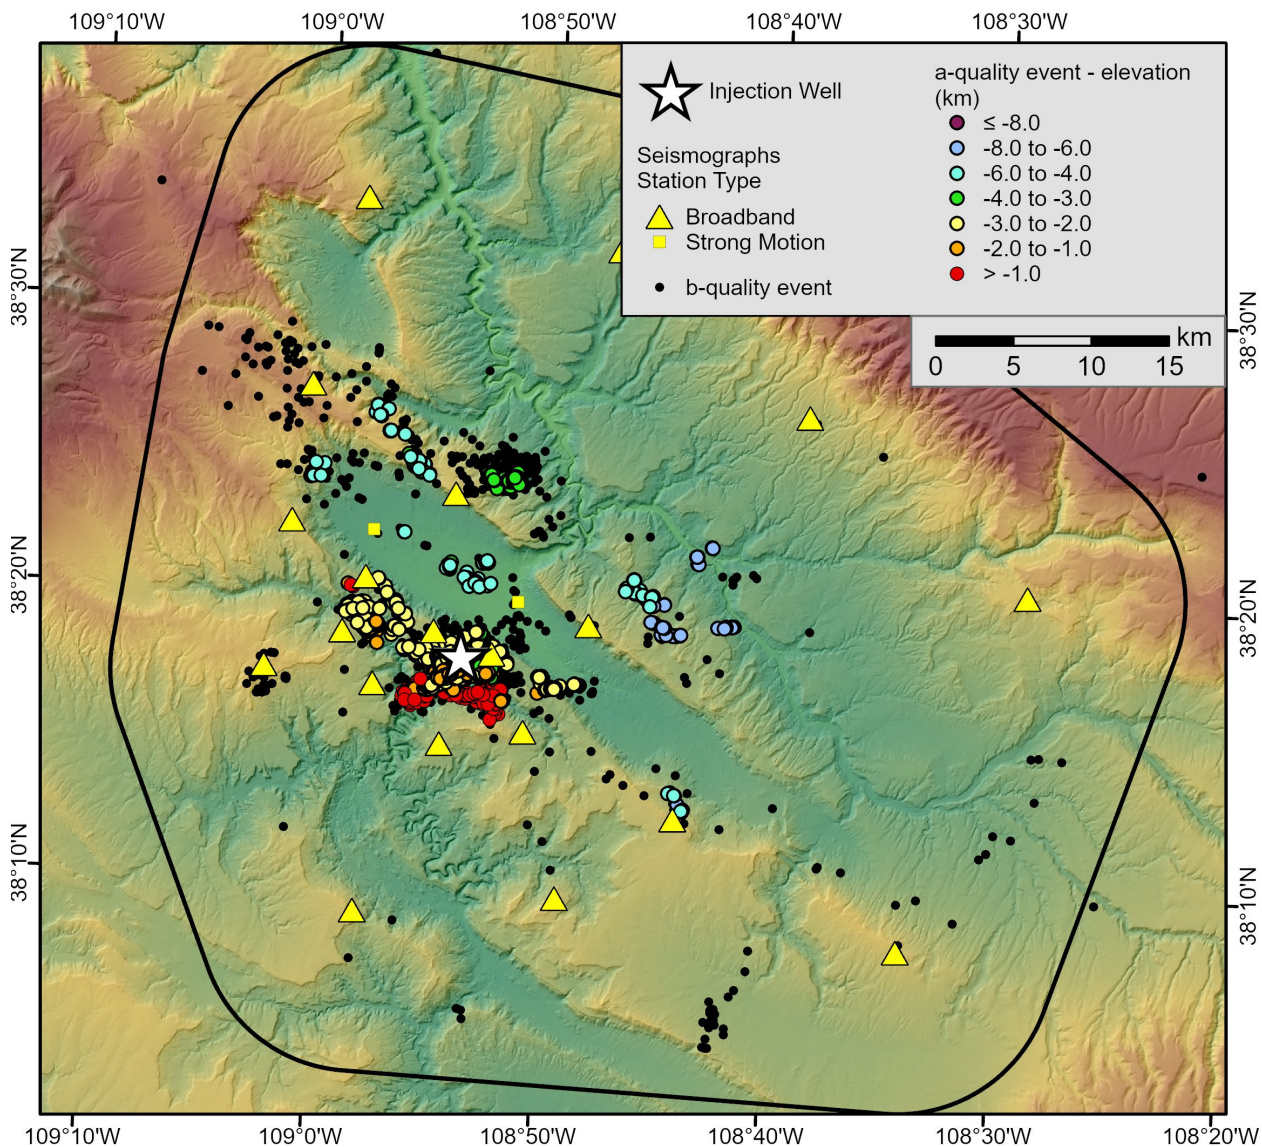 109°10'W 109°0'W 108°50'W 108°40'W 108°30'W
Injection Well
Seismographs
Station Type
Broadband
Strong Motion
b-quality event
a-quality event - elevation
(km)
≤ -8.0
-8.0 to -6.0
-6.0 to -4.0
-4.0 to -3.0
-3.0 to -2.0
-2.0 to -1.0
> -1.0
km
0 5 10 15
38°30'N
38°20'N
38°10'N
38°30'N
38°20'N
38°10'N
109°10'W 109°0'W 108°50'W 108°40'W 108°30'W 108°20'W